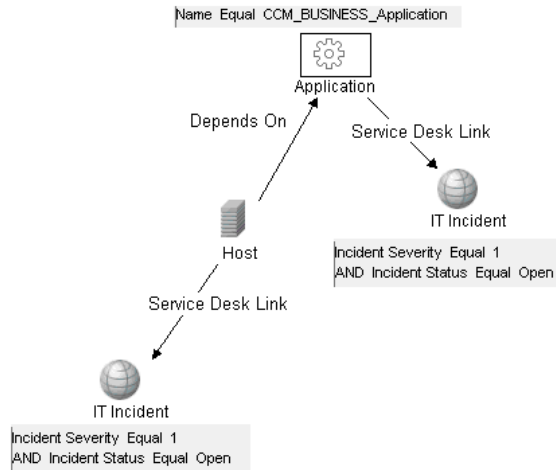 Name Equal CCM_BUSINESS_Application
Application
Depends On
Service Desk Link
IT Incident
Incident Severity Equal 1
AND Incident Status Equal Open
Host
Service Desk Link
IT Incident
Incident Severity Equal 1
AND Incident Status Equal Open